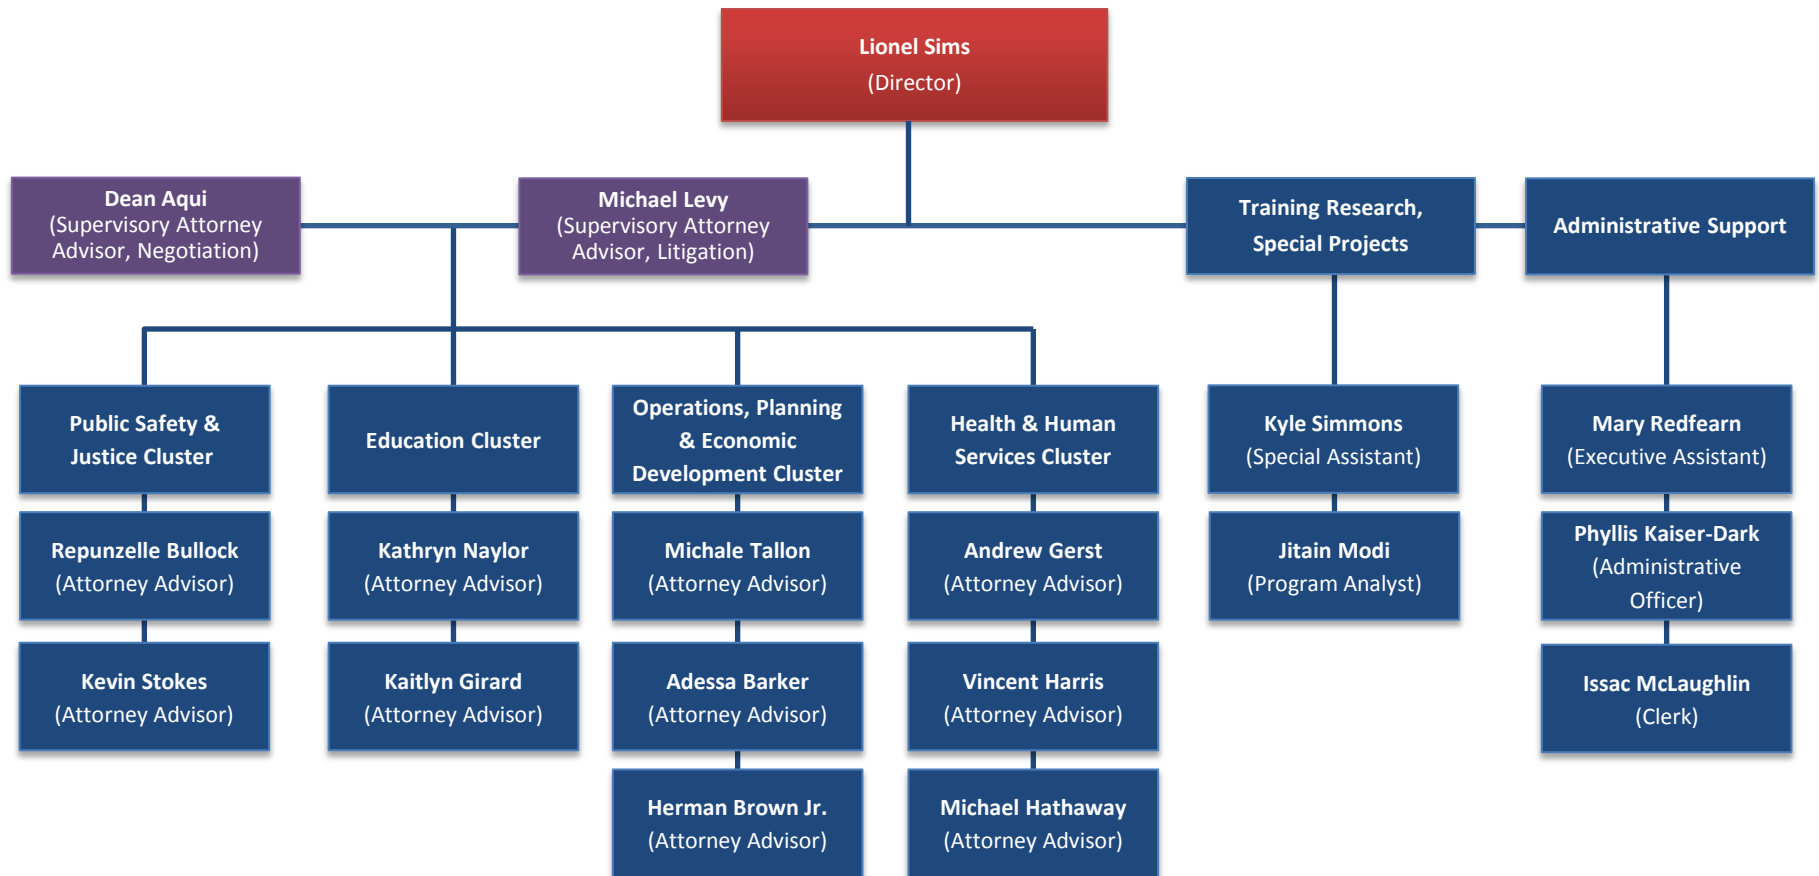 Lionel Sims
(Director)
Dean Aqui
(Supervisory Attorney
Advisor, Negotiation)
Michael Levy
(Supervisory Attorney
Advisor, Litigation)
Training Research,
Special Projects
Administrative Support
Public Safety &
Justice Cluster
Education Cluster
Operations, Planning
& Economic
Development Cluster
Health & Human
Services Cluster
Kyle Simmons
(Special Assistant)
Mary Redfearn
(Executive Assistant)
Repunzelle Bullock
(Attorney Advisor)
Kathryn Naylor
(Attorney Advisor)
Michale Tallon
(Attorney Advisor)
Andrew Gerst
(Attorney Advisor)
Jitain Modi
(Program Analyst)
Phyllis Kaiser-Dark
(Administrative
Officer)
Kevin Stokes
(Attorney Advisor)
Kaitlyn Girard
(Attorney Advisor)
Adessa Barker
(Attorney Advisor)
Vincent Harris
(Attorney Advisor)
Issac McLaughlin
(Clerk)
Herman Brown Jr.
(Attorney Advisor)
Michael Hathaway
(Attorney Advisor)